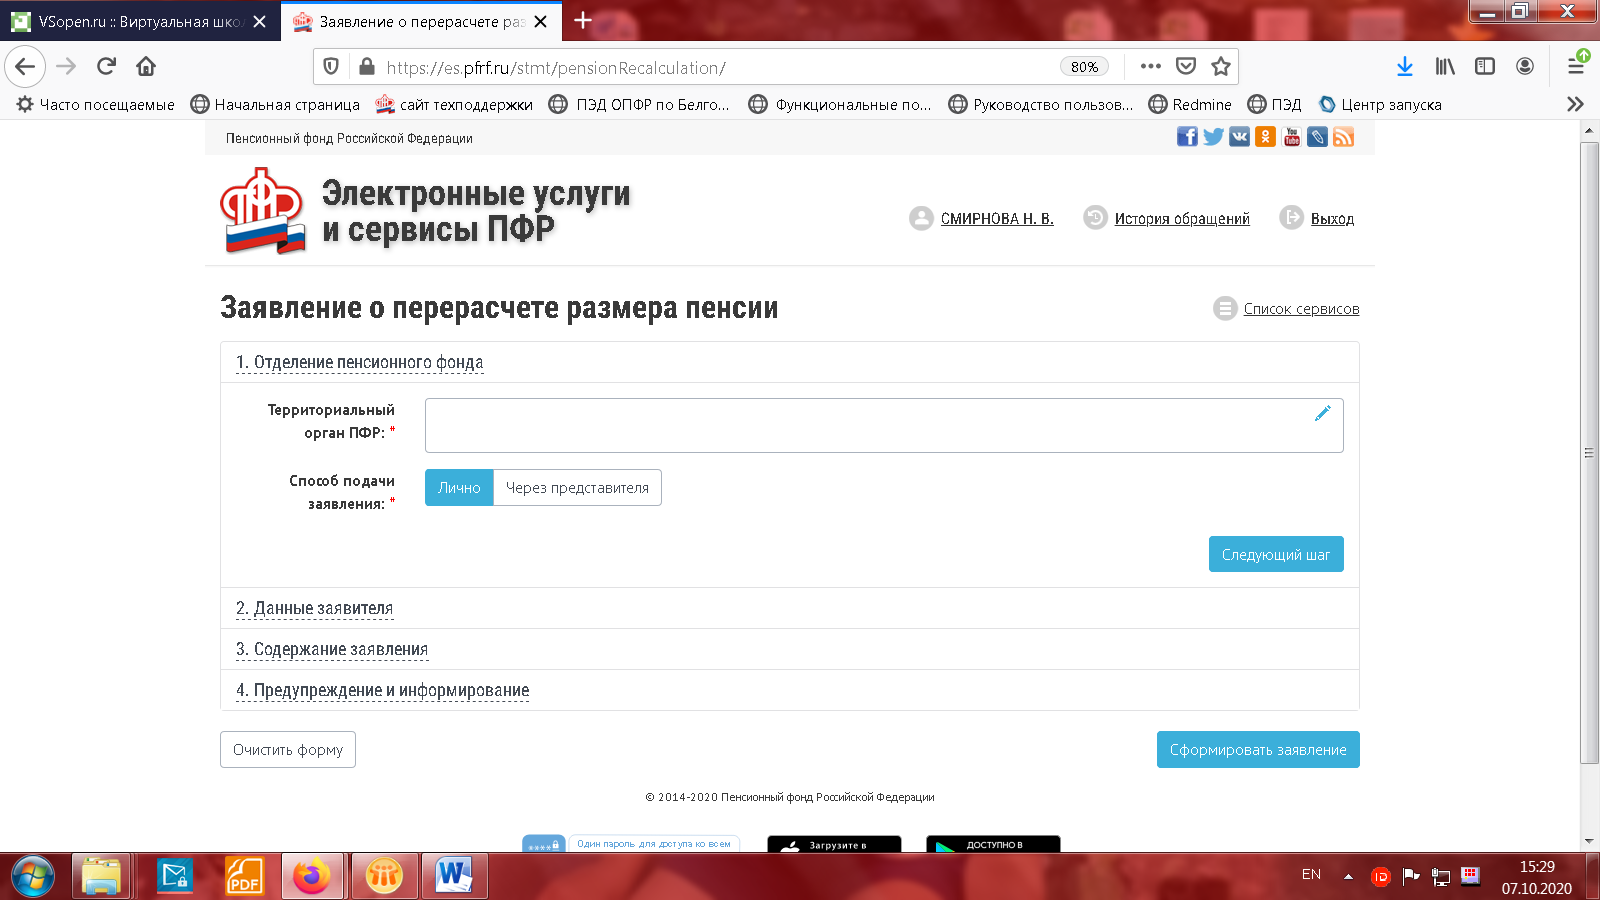 VSopen.ru :: Виртуальная шко
Заявление о перерасчете раз
https://es.pfrf.ru/stmt/pensionRecalculation/
80%
Часто посещаемые
Начальная страница
сайт техподдержки
ПЭД ОПФР по Белго...
Функциональные по...
Руководство пользов...
Redmine
ПЭД
Центр запуска
Пенсионный фонд Российской Федерации
You
Tube
Электронные услуги
и сервисы ПФР
СМИРНОВА Н. В.
История обращений
Выход
Заявление о перерасчете размера пенсии
Список сервисов
1. Отделение пенсионного фонда
Территориальный
орган ПФР: *
Способ подачи
заявления: *
Лично
Через представителя
Следующий шаг
2. Данные заявителя
3. Содержание заявления
4. Предупреждение и информирование
Очистить форму
Сформировать заявление
© 2014-2020 Пенсионный фонд Российской Федерации
****
Один пароль для доступа ко всем
Загрузите в
ДОСТУПНО В
PDF
W
EN
iD
15:29
07.10.2020